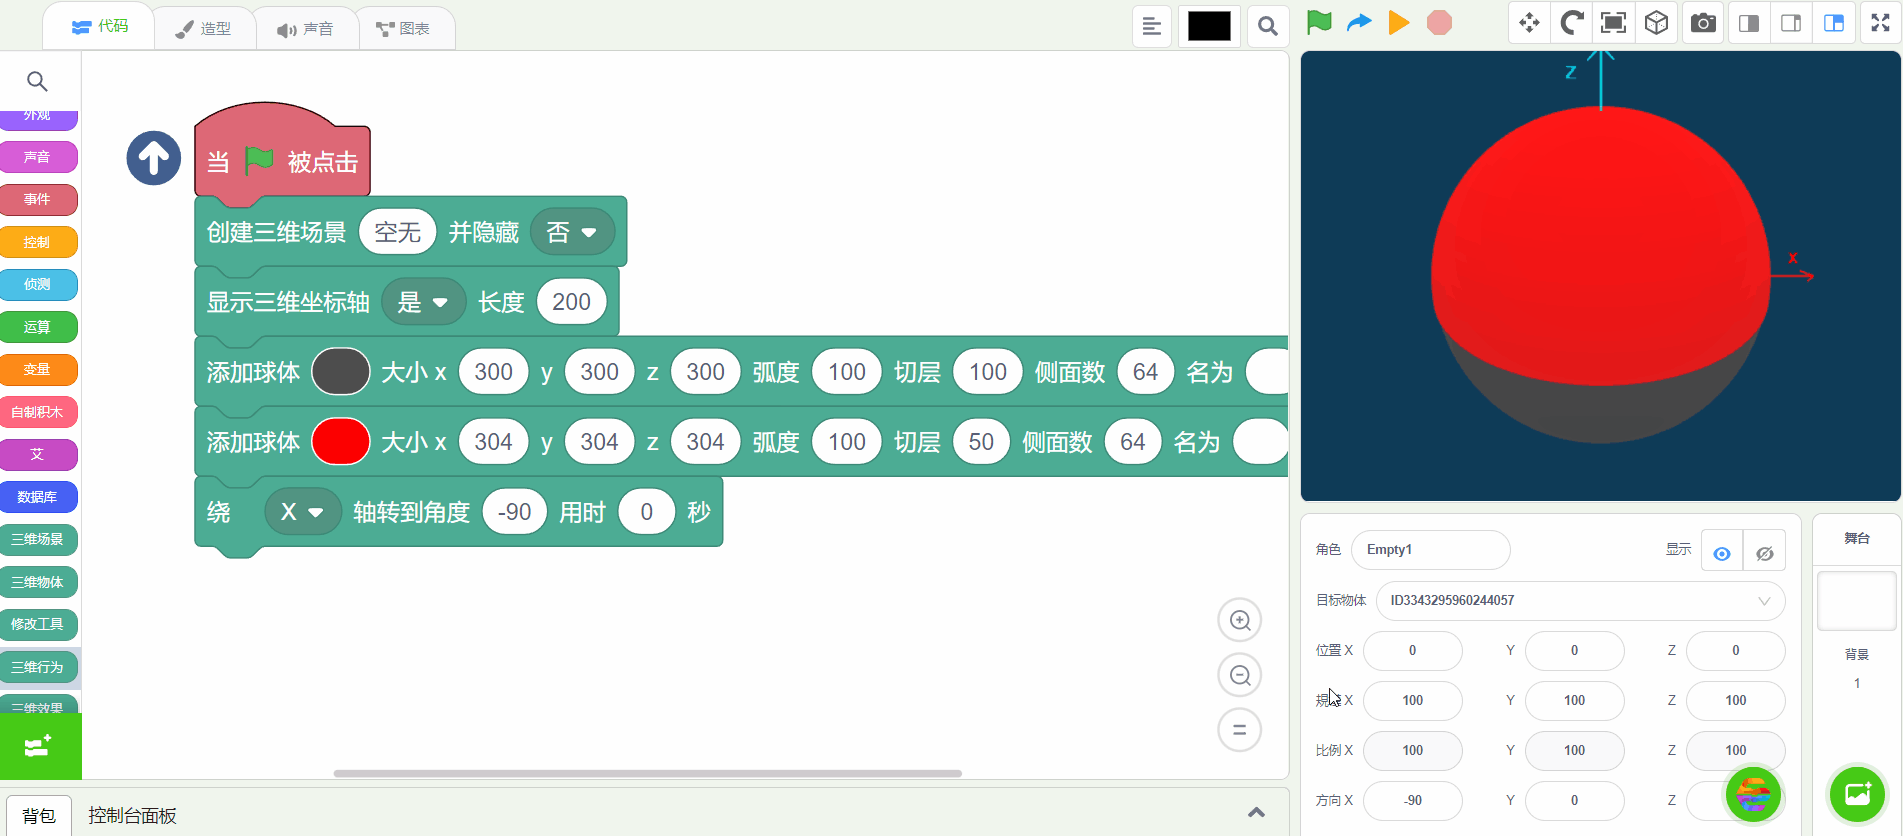 代码
造型
声音
图表
外观
声音
事件
控制
侦测
运算
变量
自制积木
艾
数据库
三维场景
三维物体
修改工具
三维行为
三维效果
当 被点击
创建三维场景 空无 并隐藏 否
显示三维坐标轴 是 长度 200
添加球体 大小 x 300 y 300 z 300 弧度 100 切层 100 侧面数 64 名为
添加球体 大小 x 304 y 304 z 304 弧度 100 切层 50 侧面数 64 名为
绕 X 轴转到角度 -90 用时 0 秒
背包
控制台面板
Z
X
角色 Empty1 显示
目标物体 ID3343295960244057
位置 X 0 Y 0 Z 0
规 X 100 Y 100 Z 100
比例 X 100 Y 100 Z 100
方向 X -90 Y 0 Z
舞台
背景
1